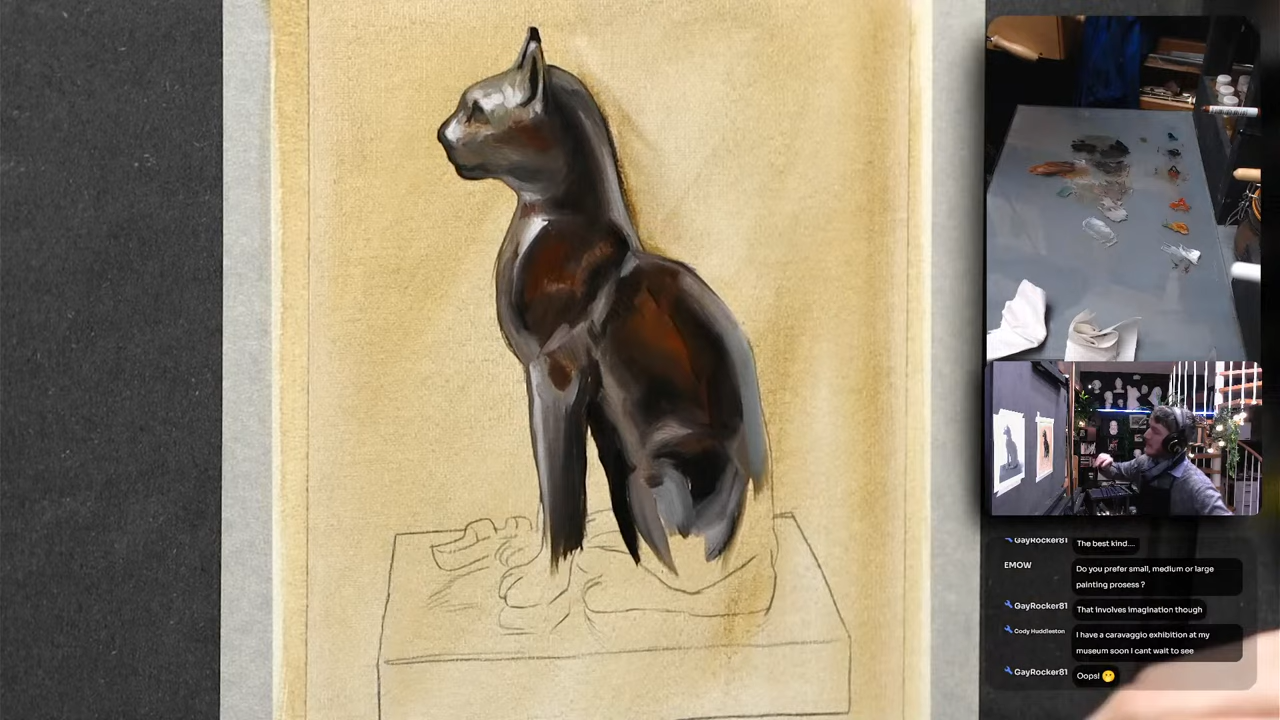 GayRocker81
The best kind....
EMOW
Do you prefer small, medium or large
painting prosess ?
GayRocker81
That involves imagination though
Cody Huddleston
I have a caravaggio exhibition at my
museum soon I cant wait to see
GayRocker81
Oops! 🤭